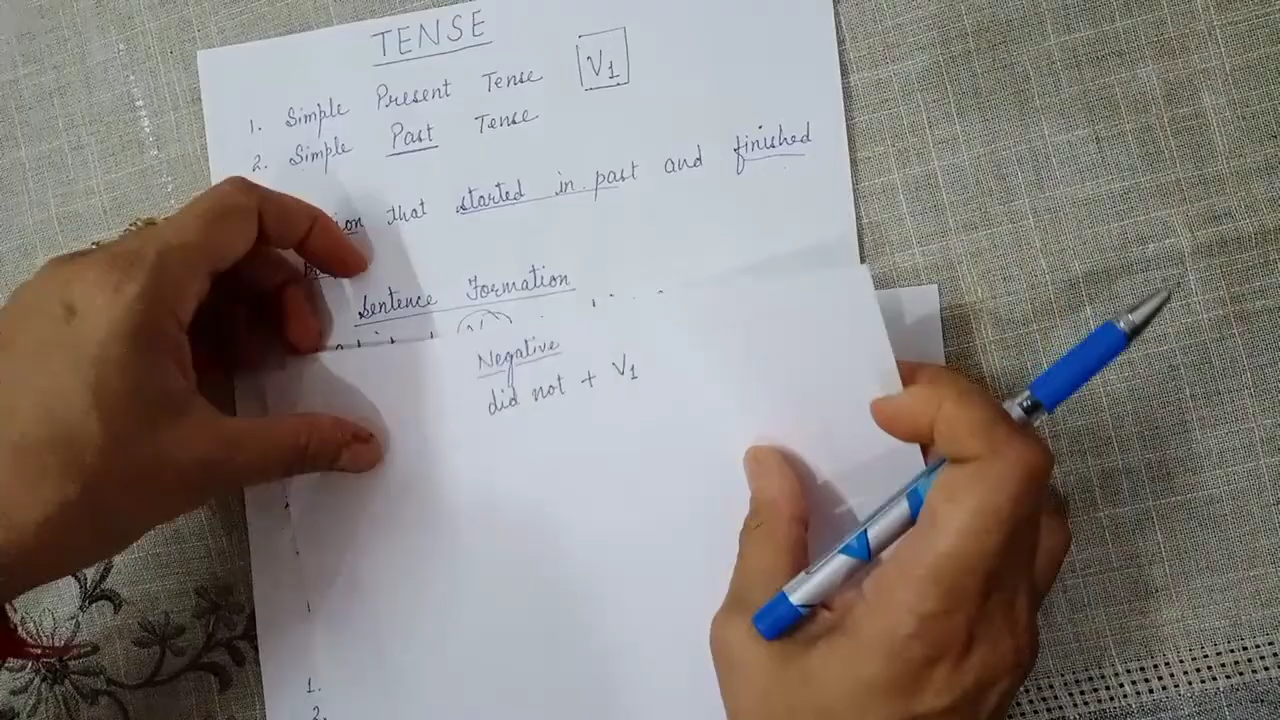 TENSE
1. Simple Present Tense V1
2. Simple Past Tense
that started in past and finished
Sentence Formation
Negative
did not + V1
1.
2.